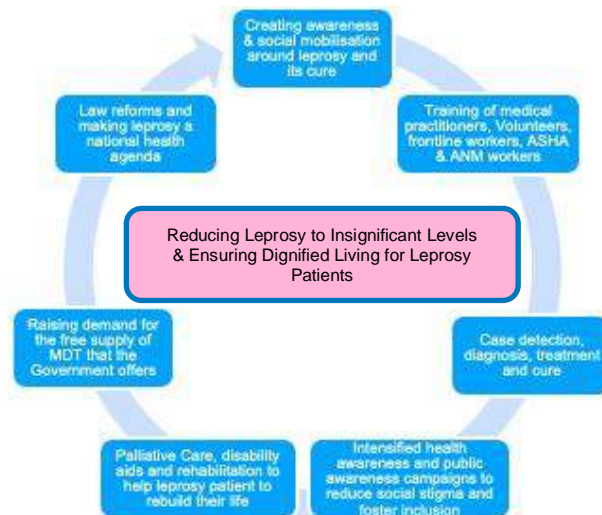 Creating awareness
& social mobilisation
around leprosy and
its cure
Training of medical
practitioners, Volunteers,
frontline workers, ASHA
& ANM workers
Case detection,
diagnosis, treatment
and cure
Intensified health
awareness and public
awareness campaigns to
reduce social stigma and
foster inclusion
Palliative Care, disability
aids and rehabilitation to
help leprosy patient to
rebuild their life
Raising demand for
the free supply of
MDT that the
Government offers
Law reforms and
making leprosy a
national health
agenda
Reducing Leprosy to Insignificant Levels
& Ensuring Dignified Living for Leprosy
Patients